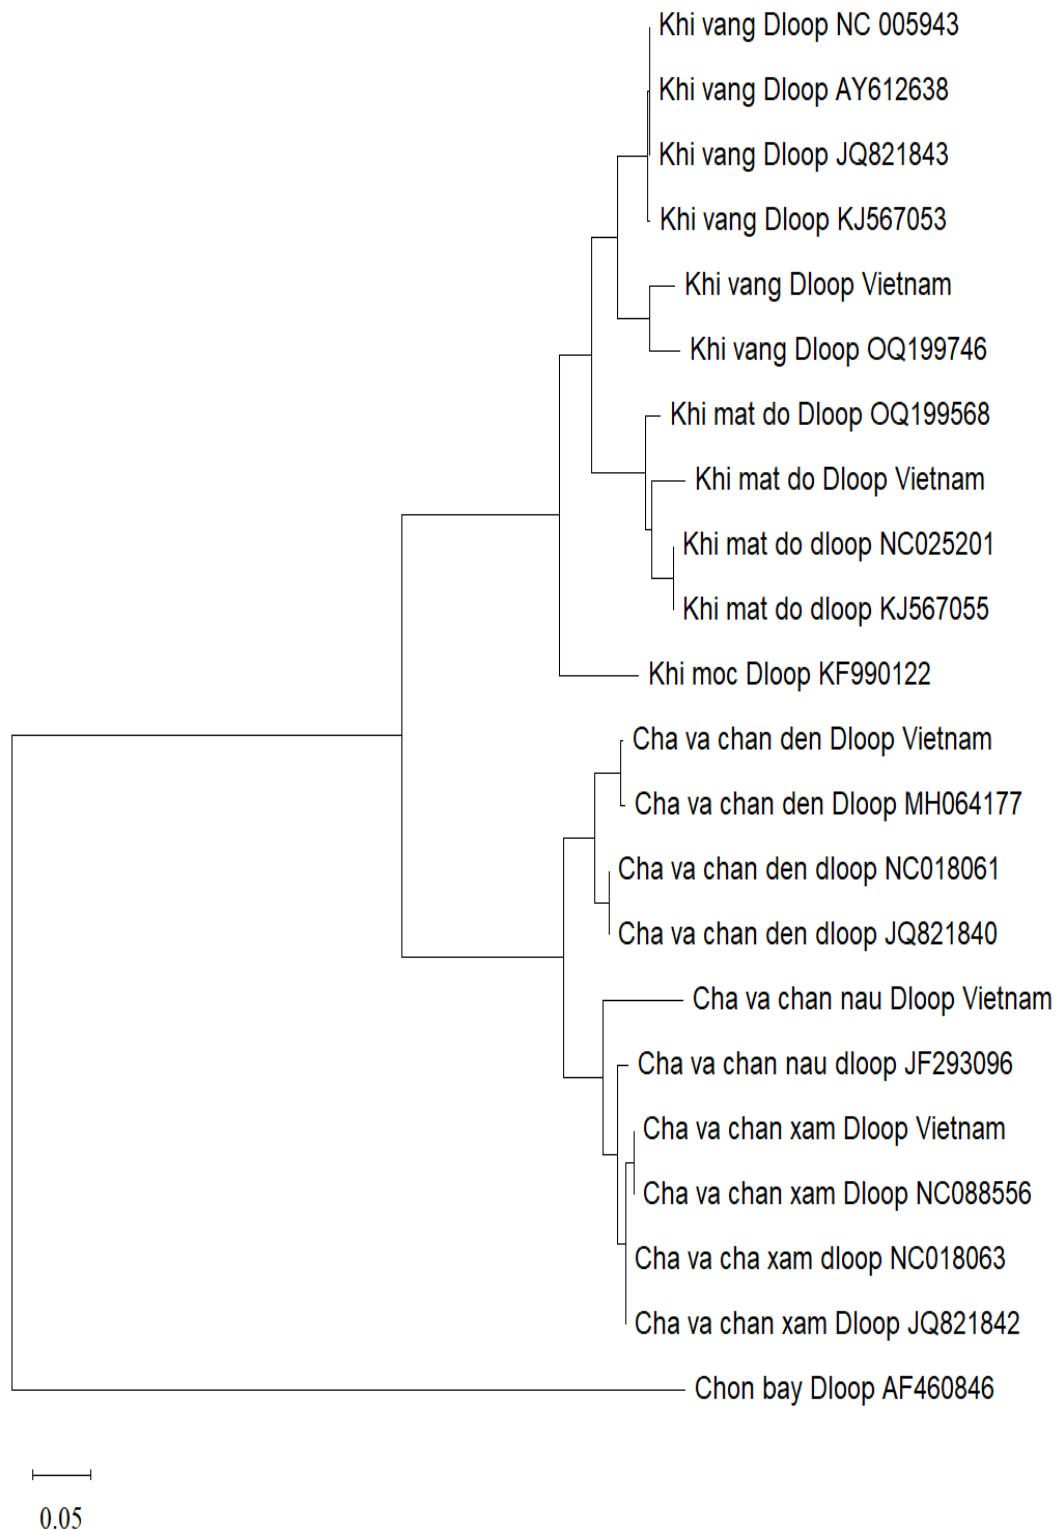 Khi vang Dloop NC 005943
Khi vang Dloop AY612638
Khi vang Dloop JQ821843
Khi vang Dloop KJ567053
Khi vang Dloop Vietnam
Khi vang Dloop OQ199746
Khi mat do Dloop OQ199568
Khi mat do Dloop Vietnam
Khi mat do dloop NC025201
Khi mat do dloop KJ567055
Khi moc Dloop KF990122
Cha va chan den Dloop Vietnam
Cha va chan den Dloop MH064177
Cha va chan den dloop NC018061
Cha va chan den dloop JQ821840
Cha va chan nau Dloop Vietnam
Cha va chan nau dloop JF293096
Cha va chan xam Dloop Vietnam
Cha va chan xam Dloop NC088556
Cha va cha xam dloop NC018063
Cha va chan xam Dloop JQ821842
Chon bay Dloop AF460846
0.05